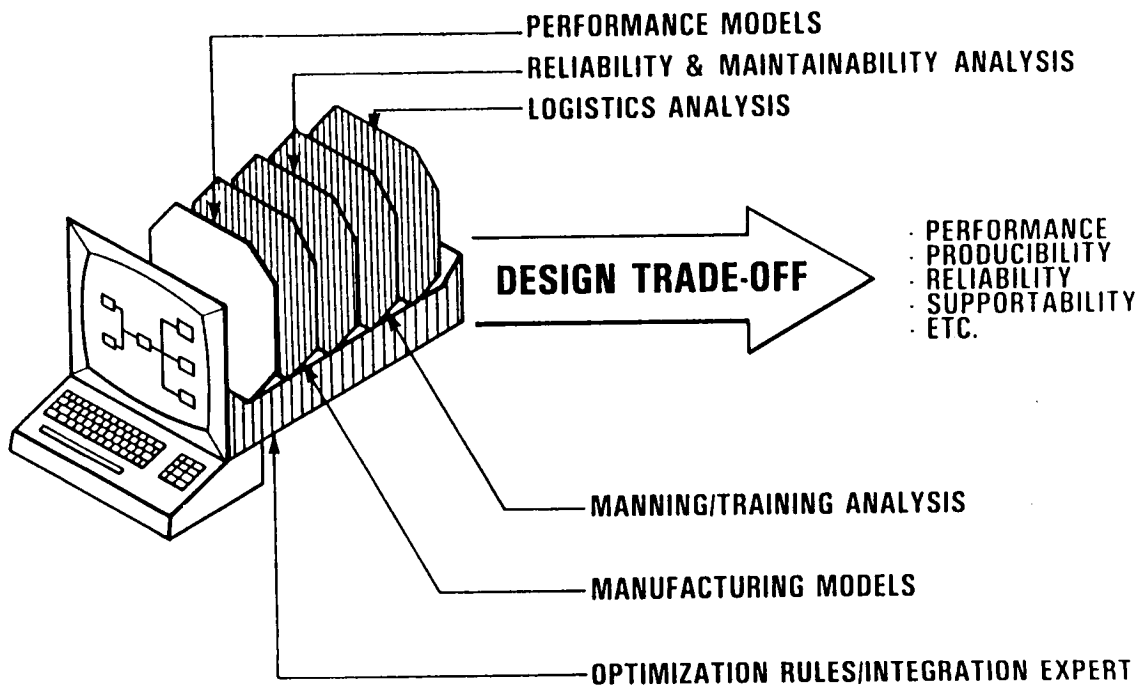 PERFORMANCE MODELS
RELIABILITY & MAINTAINABILITY ANALYSIS
LOGISTICS ANALYSIS
DESIGN TRADE-OFF
· PERFORMANCE
· PRODUCIBILITY
· RELIABILITY
· SUPPORTABILITY
· ETC.
MANNING/TRAINING ANALYSIS
MANUFACTURING MODELS
OPTIMIZATION RULES/INTEGRATION EXPERT